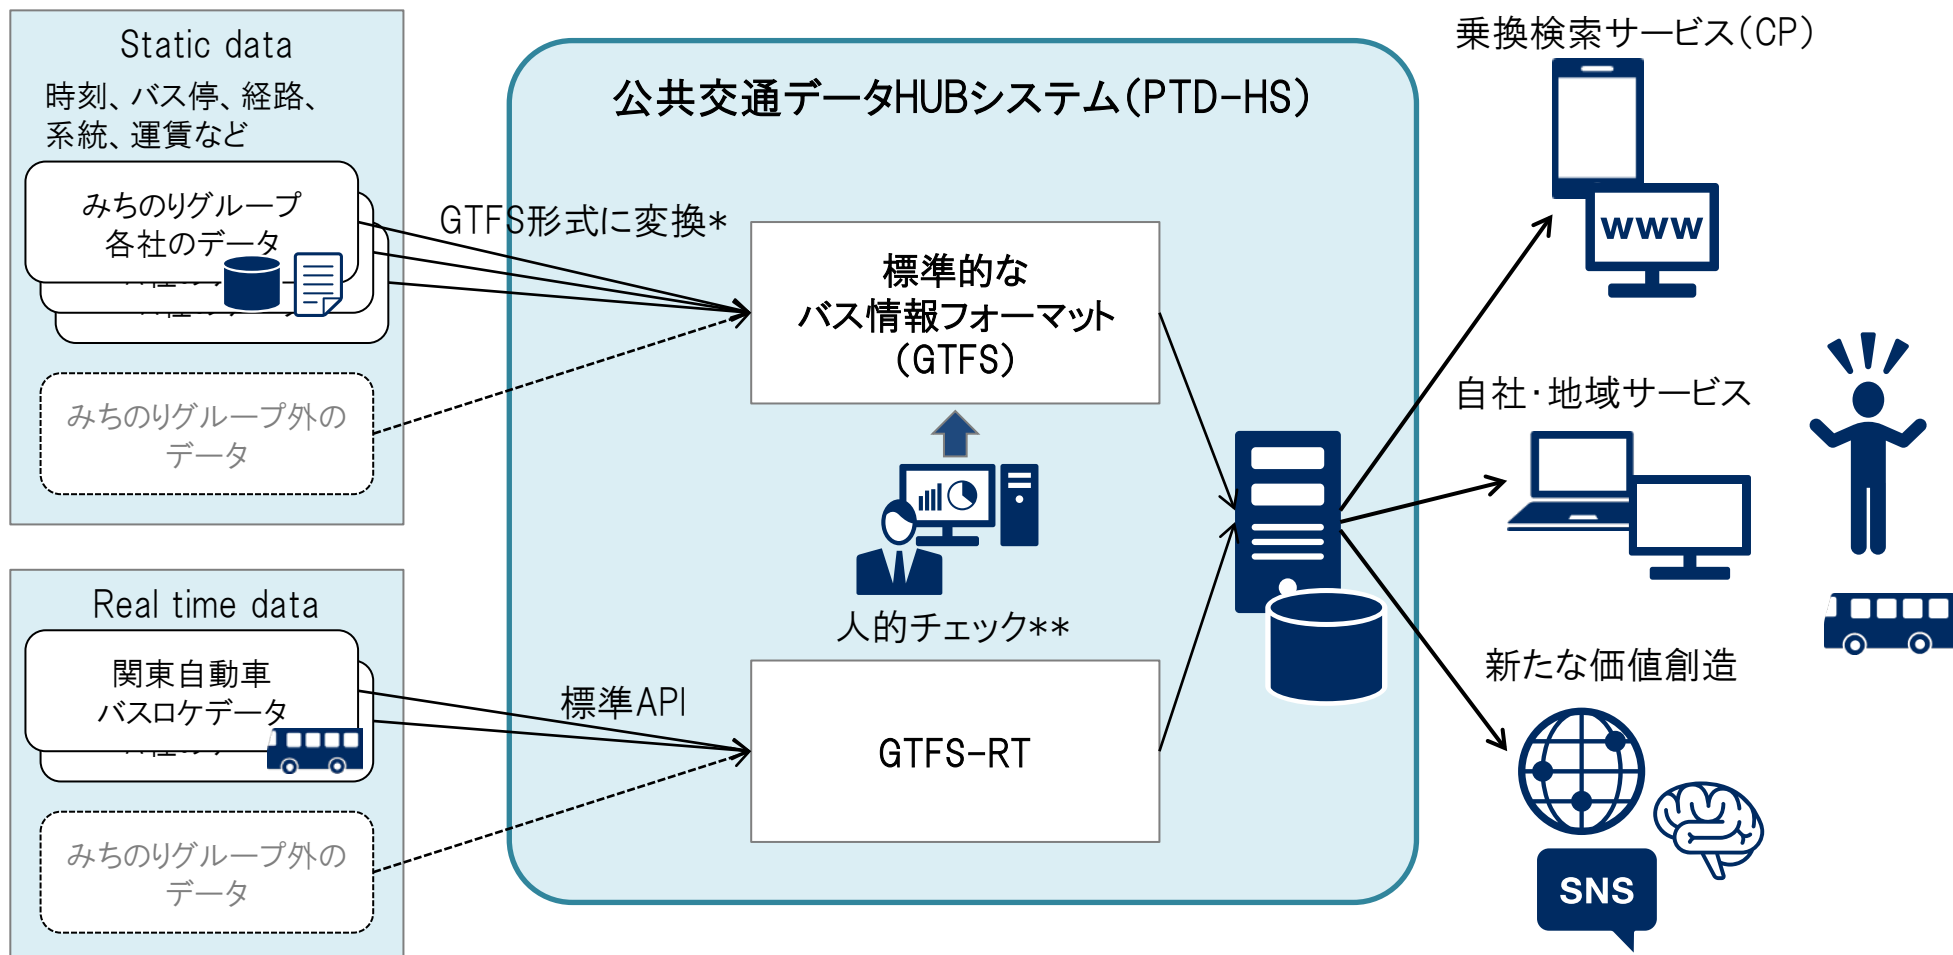 Static data
時刻、バス停、経路、
系統、運賃など
みちのりグループ
各社のデータ
みちのりグループ外の
データ
Real time data
関東自動車
バスロケデータ
みちのりグループ外の
データ
GTFS形式に変換*
標準API
公共交通データHUBシステム(PTD-HS)
標準的な
バス情報フォーマット
(GTFS)
人的チェック**
GTFS-RT
乗換検索サービス(CP)
WWW
自社・地域サービス
新たな価値創造
SNS